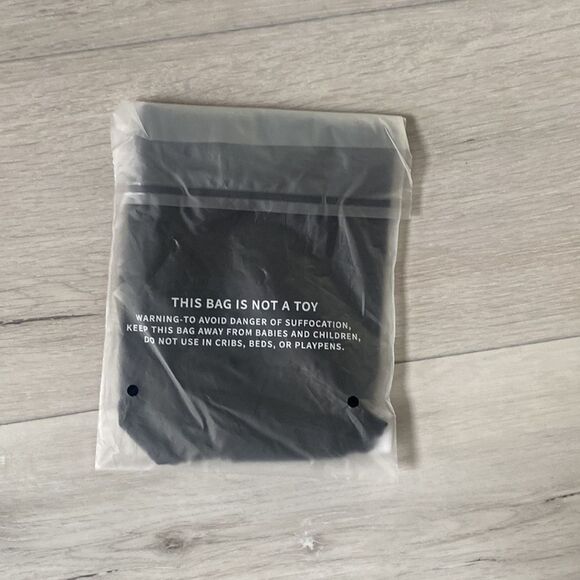 THIS BAG IS NOT A TOY
WARNING-TO AVOID DANGER OF SUFFOCATION,
KEEP THIS BAG AWAY FROM BABIES AND CHILDREN,
DO NOT USE IN CRIBS, BEDS, OR PLAYPENS.